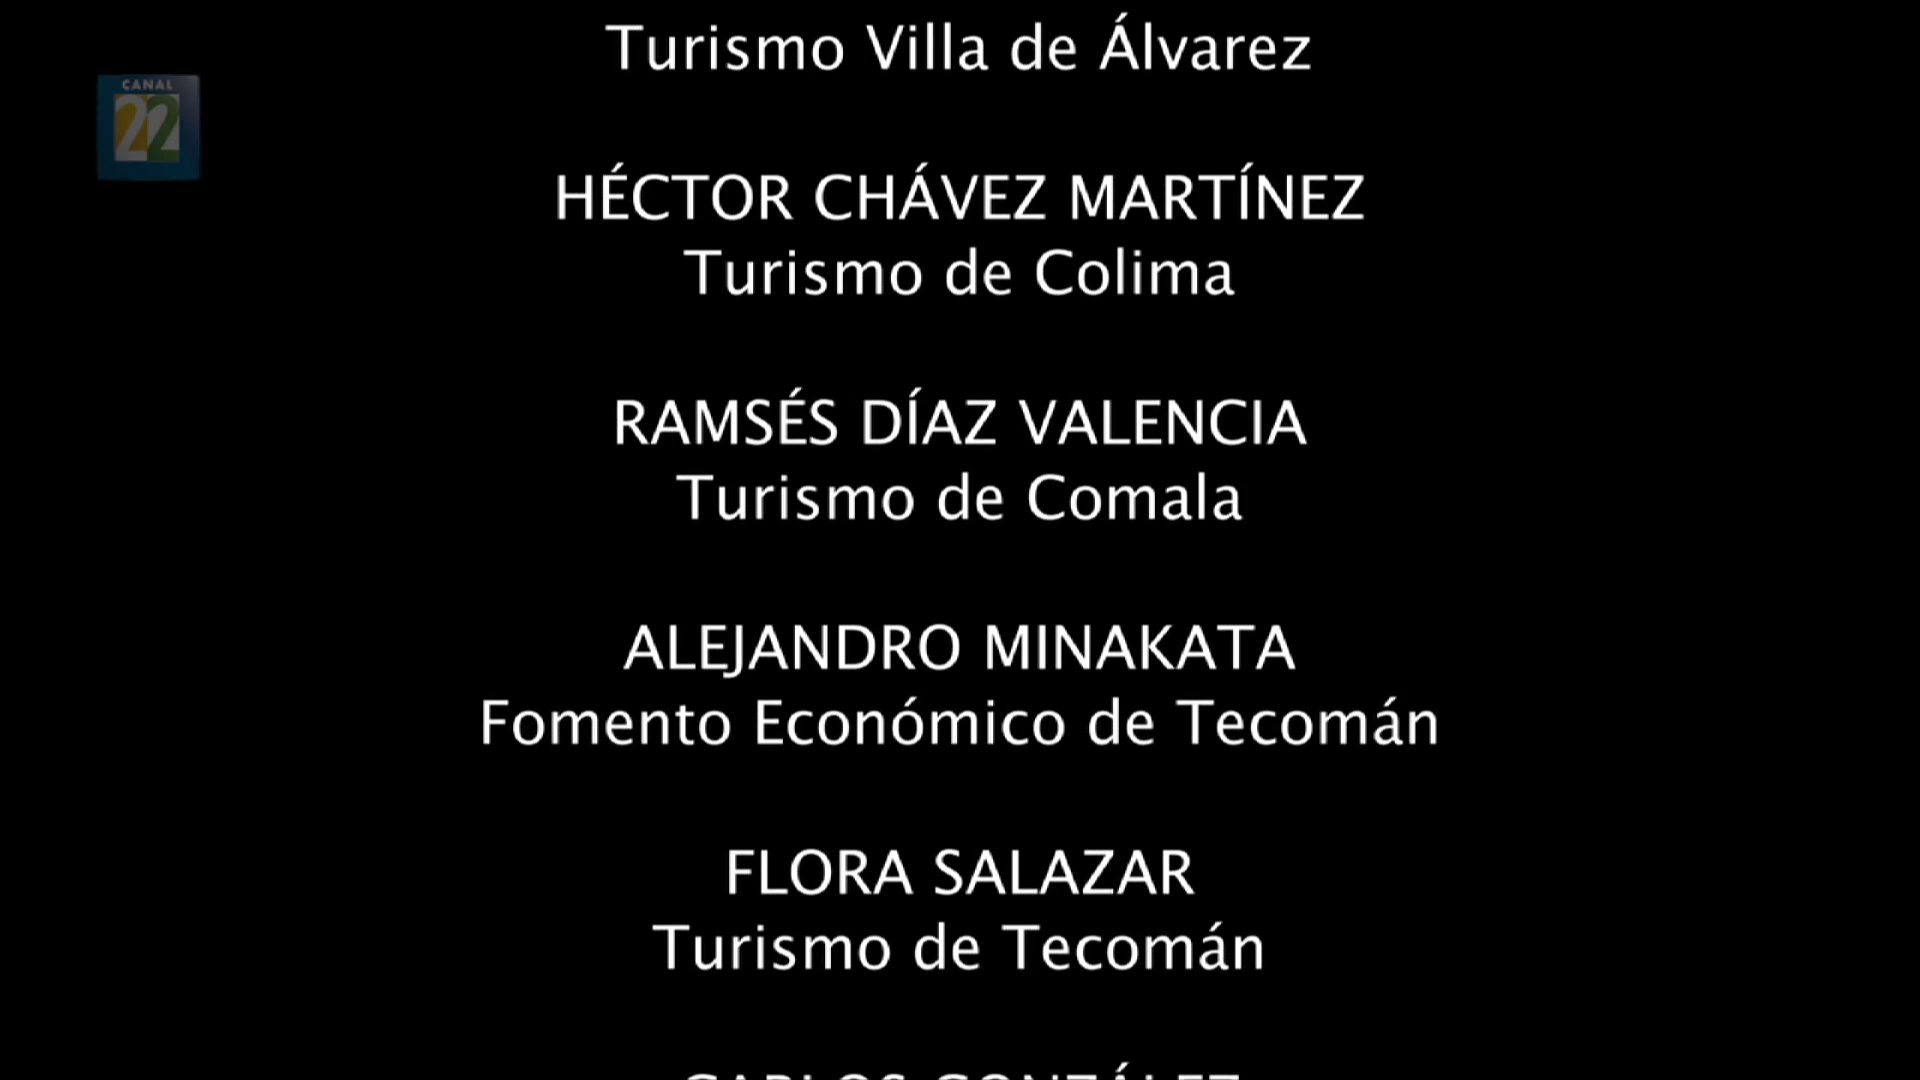 Turismo Villa de Álvarez
CANAL
22
HÉCTOR CHÁVEZ MARTÍNEZ
Turismo de Colima
RAMSÉS DÍAZ VALENCIA
Turismo de Comala
ALEJANDRO MINAKATA
Fomento Económico de Tecomán
FLORA SALAZAR
Turismo de Tecomán